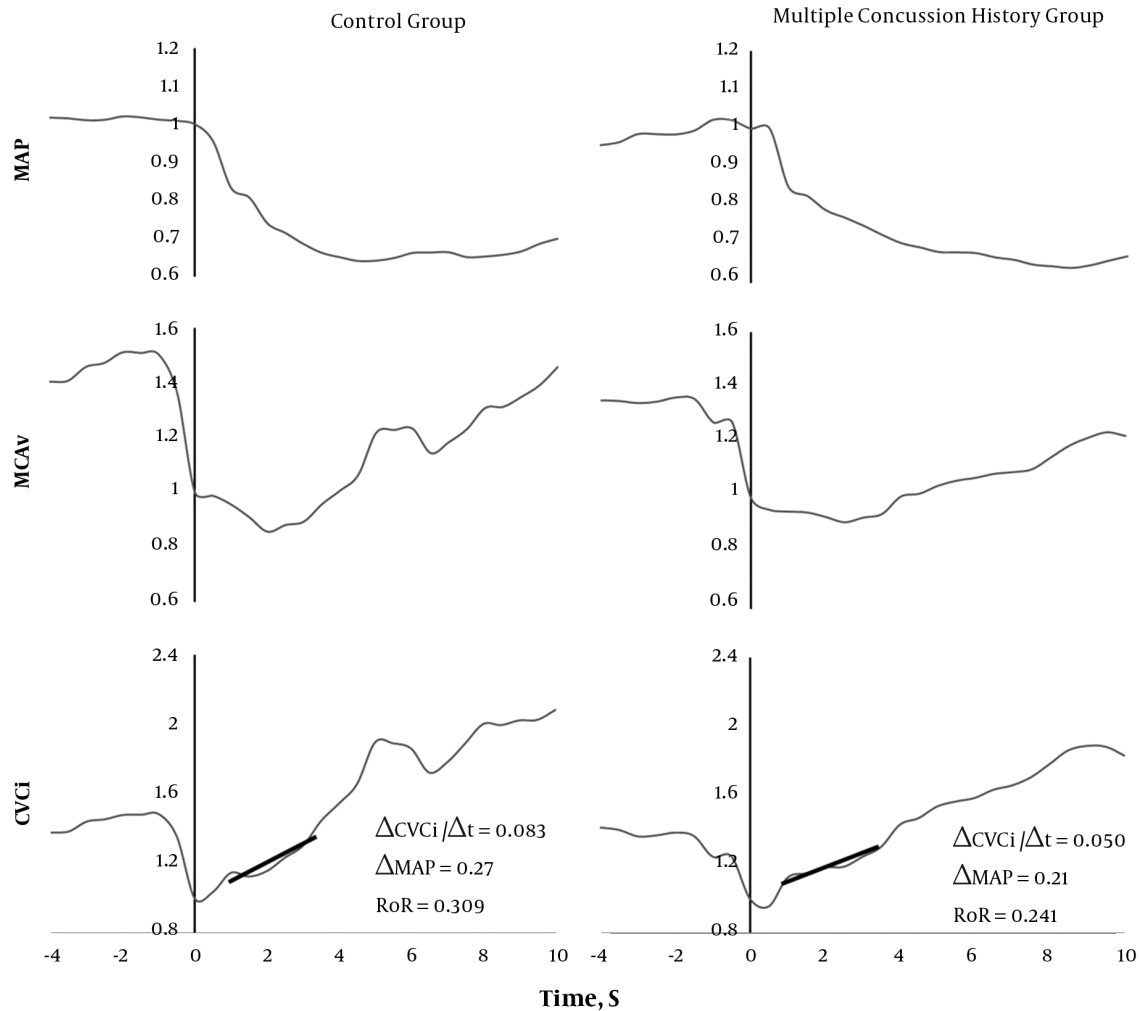 Control Group
Multiple Concussion History Group
MAP
1.2
1.1
1
0.9
0.8
0.7
0.6
1.2
1.1
1
0.9
0.8
0.7
0.6
MCAv
1.6
1.4
1.2
1
0.8
0.6
1.6
1.4
1.2
1
0.8
0.6
CVCi
2.4
2
1.6
1.2
0.8
ΔCVCi /Δt = 0.083
ΔMAP = 0.27
RoR = 0.309
2.4
2
1.6
1.2
0.8
ΔCVCi /Δt = 0.050
ΔMAP = 0.21
RoR = 0.241
-4 -2 0 2 4 6 8 10
-4 -2 0 2 4 6 8 10
Time, S